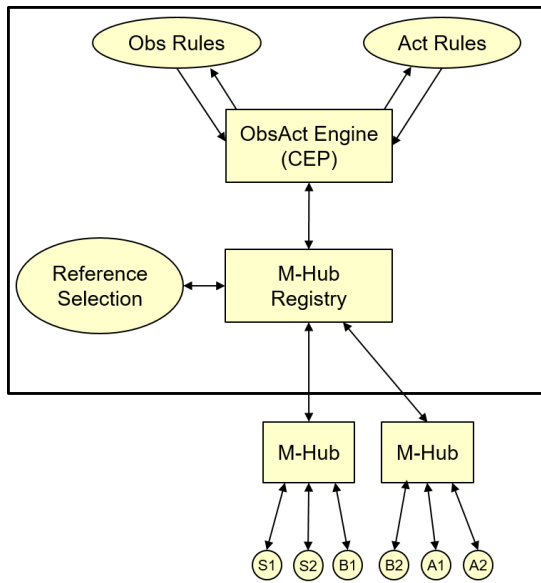 Obs Rules
Act Rules
ObsAct Engine
(CEP)
Reference
Selection
M-Hub
Registry
M-Hub
M-Hub
S1
S2
B1
B2
A1
A2